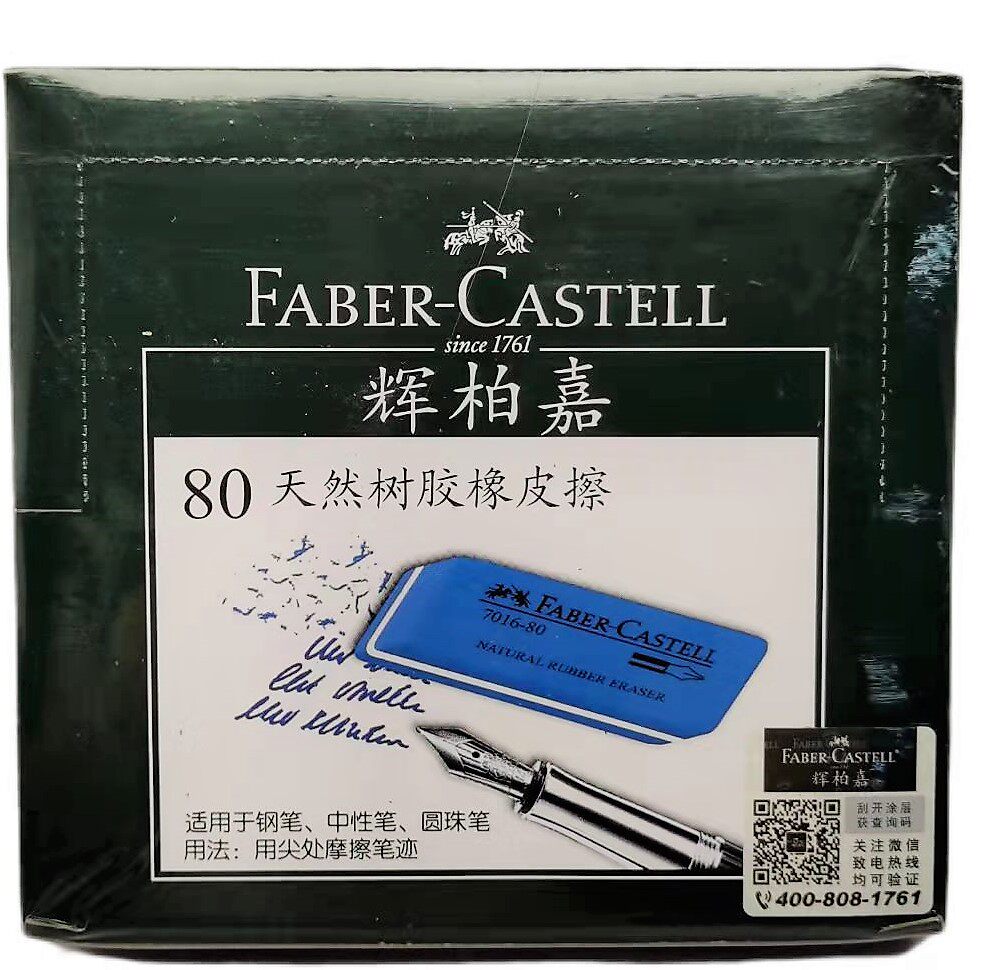 FABER-CASTELL
since 1761
辉柏嘉
80 天然树胶橡皮擦
FABER-CASTELL
7016-80
NATURAL RUBBER ERASER
适用于钢笔、中性笔、圆珠笔
用法：用尖处摩擦笔迹
FABER-CASTELL
辉柏嘉
刮开涂层
获查询码
关注微信
致电热线
均可验证
400-808-1761